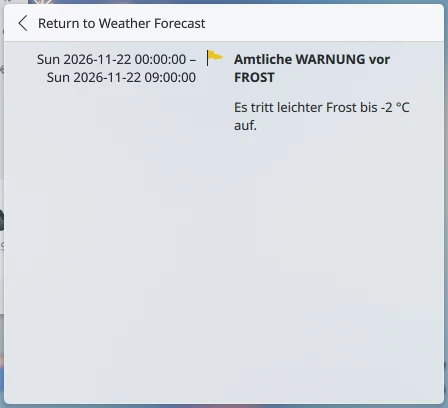 Return to Weather Forecast
Sun 2026-11-22 00:00:00 –
Sun 2026-11-22 09:00:00
Amtliche WARNUNG vor
FROST
Es tritt leichter Frost bis -2 °C
auf.